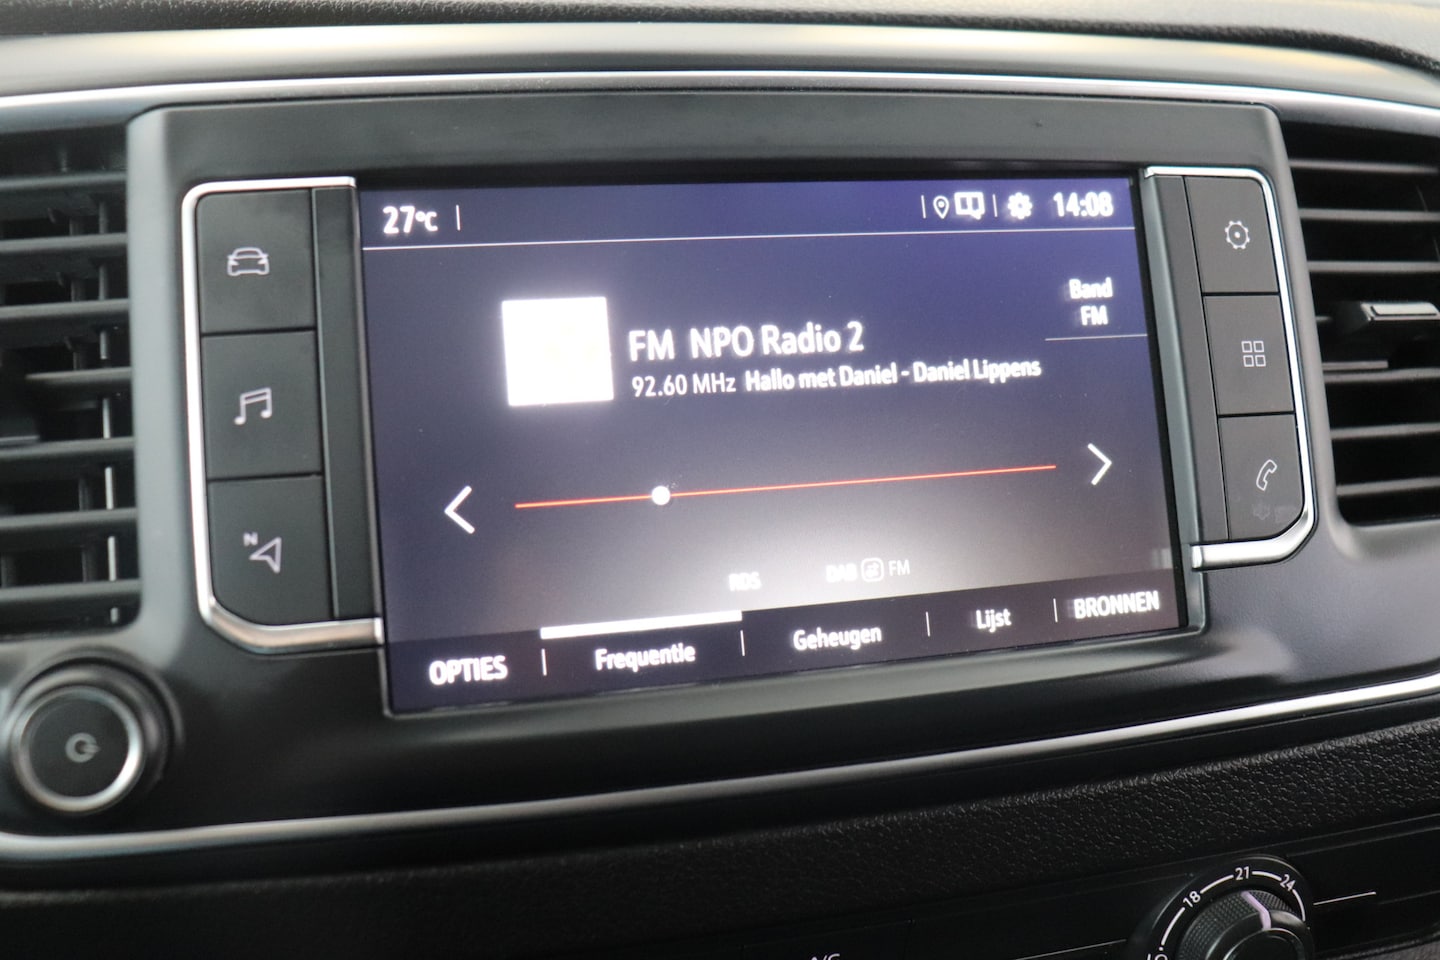 27°C
14:08
Band
FM
FM NPO Radio 2
92.60 MHz Hallo met Daniel - Daniel Lippens
N
RDS
DAB FM
OPTIES
Frequentie
Geheugen
Lijst
BRONNEN
18
21
24
A/C